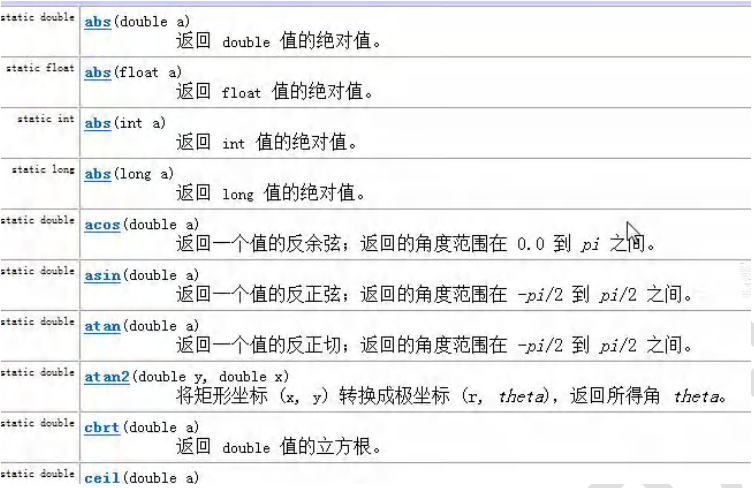 static double abs(double a)
返回 double 值的绝对值。
static float abs(float a)
返回 float 值的绝对值。
static int abs(int a)
返回 int 值的绝对值。
static long abs(long a)
返回 long 值的绝对值。
static double acos(double a)
返回一个值的反余弦；返回的角度范围在 0.0 到 pi 之间。
static double asin(double a)
返回一个值的反正弦；返回的角度范围在 -pi/2 到 pi/2 之间。
static double atan(double a)
返回一个值的反正切；返回的角度范围在 -pi/2 到 pi/2 之间。
static double atan2(double y, double x)
将矩形坐标 (x, y) 转换成极坐标 (r, theta)，返回所得角 theta。
static double cbrt(double a)
返回 double 值的立方根。
static double ceil(double a)